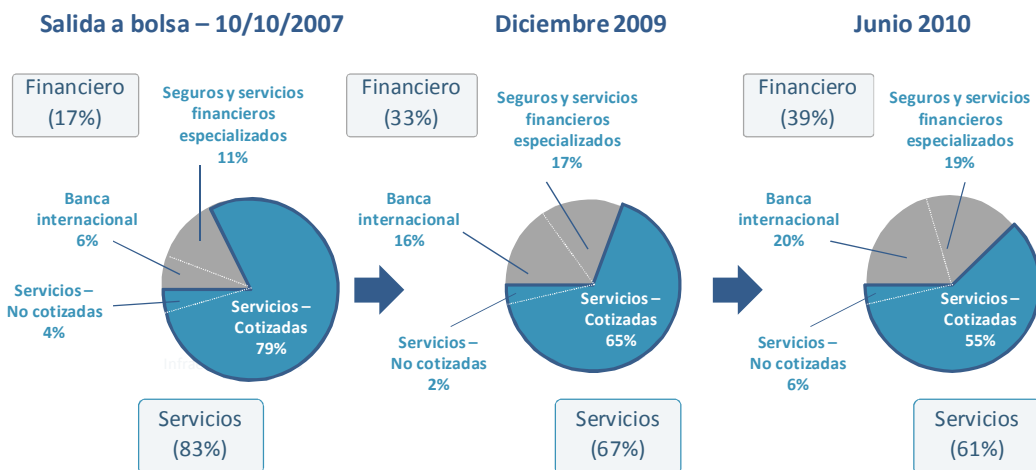 Salida a bolsa – 10/10/2007
Financiero
(17%)
Seguros y servicios
financieros
especializados
11%
Banca
internacional
6%
Servicios –
No cotizadas
4%
Servicios –
Cotizadas
79%
Servicios
(83%)
Diciembre 2009
Financiero
(33%)
Seguros y servicios
financieros
especializados
17%
Banca
internacional
16%
Servicios –
No cotizadas
2%
Servicios –
Cotizadas
65%
Servicios
(67%)
Junio 2010
Financiero
(39%)
Seguros y servicios
financieros
especializados
19%
Banca
internacional
20%
Servicios –
No cotizadas
6%
Servicios –
Cotizadas
55%
Servicios
(61%)